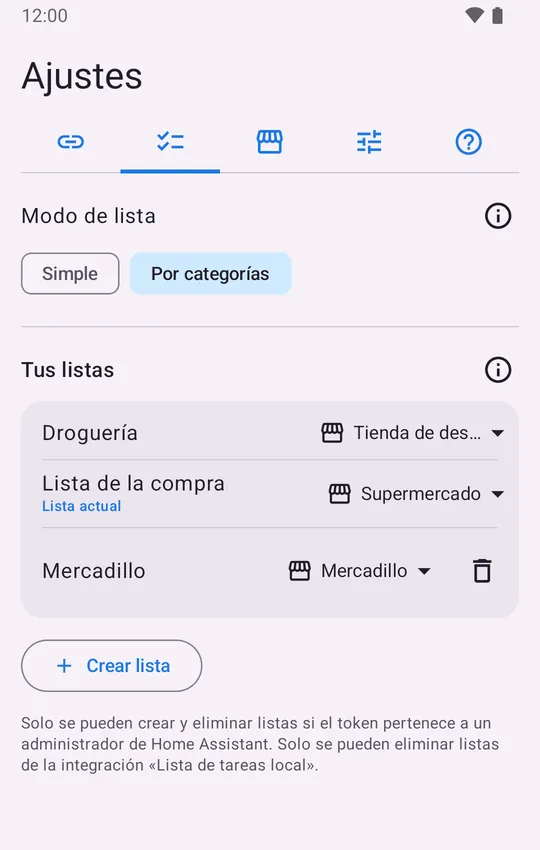 12:00
Ajustes
Modo de lista
Simple
Por categorías
Tus listas
Droguería
Tienda de des...
Lista de la compra
Lista actual
Supermercado
Mercadillo
Mercadillo
Crear lista
Solo se pueden crear y eliminar listas si el token pertenece a un
administrador de Home Assistant. Solo se pueden eliminar listas
de la integración «Lista de tareas local».